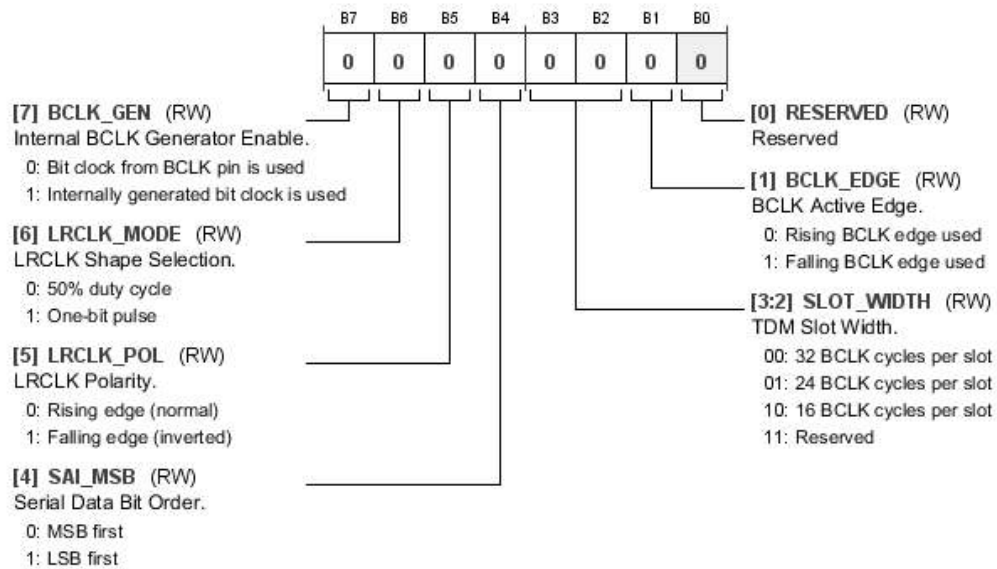 B7 B6 B5 B4 B3 B2 B1 B0
0 0 0 0 0 0 0 0
[7] BCLK_GEN (RW)
Internal BCLK Generator Enable.
0: Bit clock from BCLK pin is used
1: Internally generated bit clock is used
[6] LRCLK_MODE (RW)
LRCLK Shape Selection.
0: 50% duty cycle
1: One-bit pulse
[5] LRCLK_POL (RW)
LRCLK Polarity.
0: Rising edge (normal)
1: Falling edge (inverted)
[4] SAI_MSB (RW)
Serial Data Bit Order.
0: MSB first
1: LSB first
[0] RESERVED (RW)
Reserved
[1] BCLK_EDGE (RW)
BCLK Active Edge.
0: Rising BCLK edge used
1: Falling BCLK edge used
[3:2] SLOT_WIDTH (RW)
TDM Slot Width.
00: 32 BCLK cycles per slot
01: 24 BCLK cycles per slot
10: 16 BCLK cycles per slot
11: Reserved